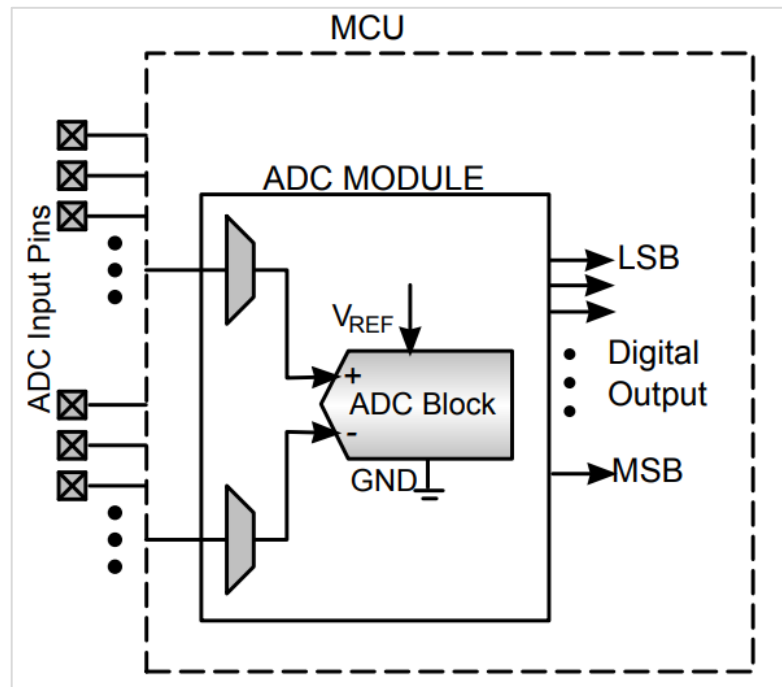 MCU
ADC MODULE
ADC Input Pins
LSB
VREF
+
ADC Block
-
Digital
Output
GND
MSB